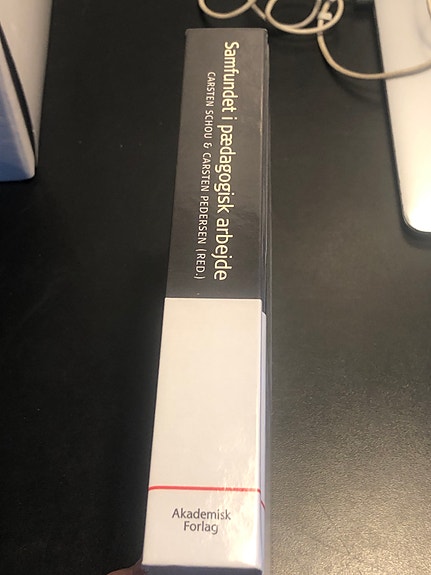 Samfundet i pædagogisk arbejde
CARSTEN SCHOU & CARSTEN PEDERSEN (RED.)
Akademisk
Forlag